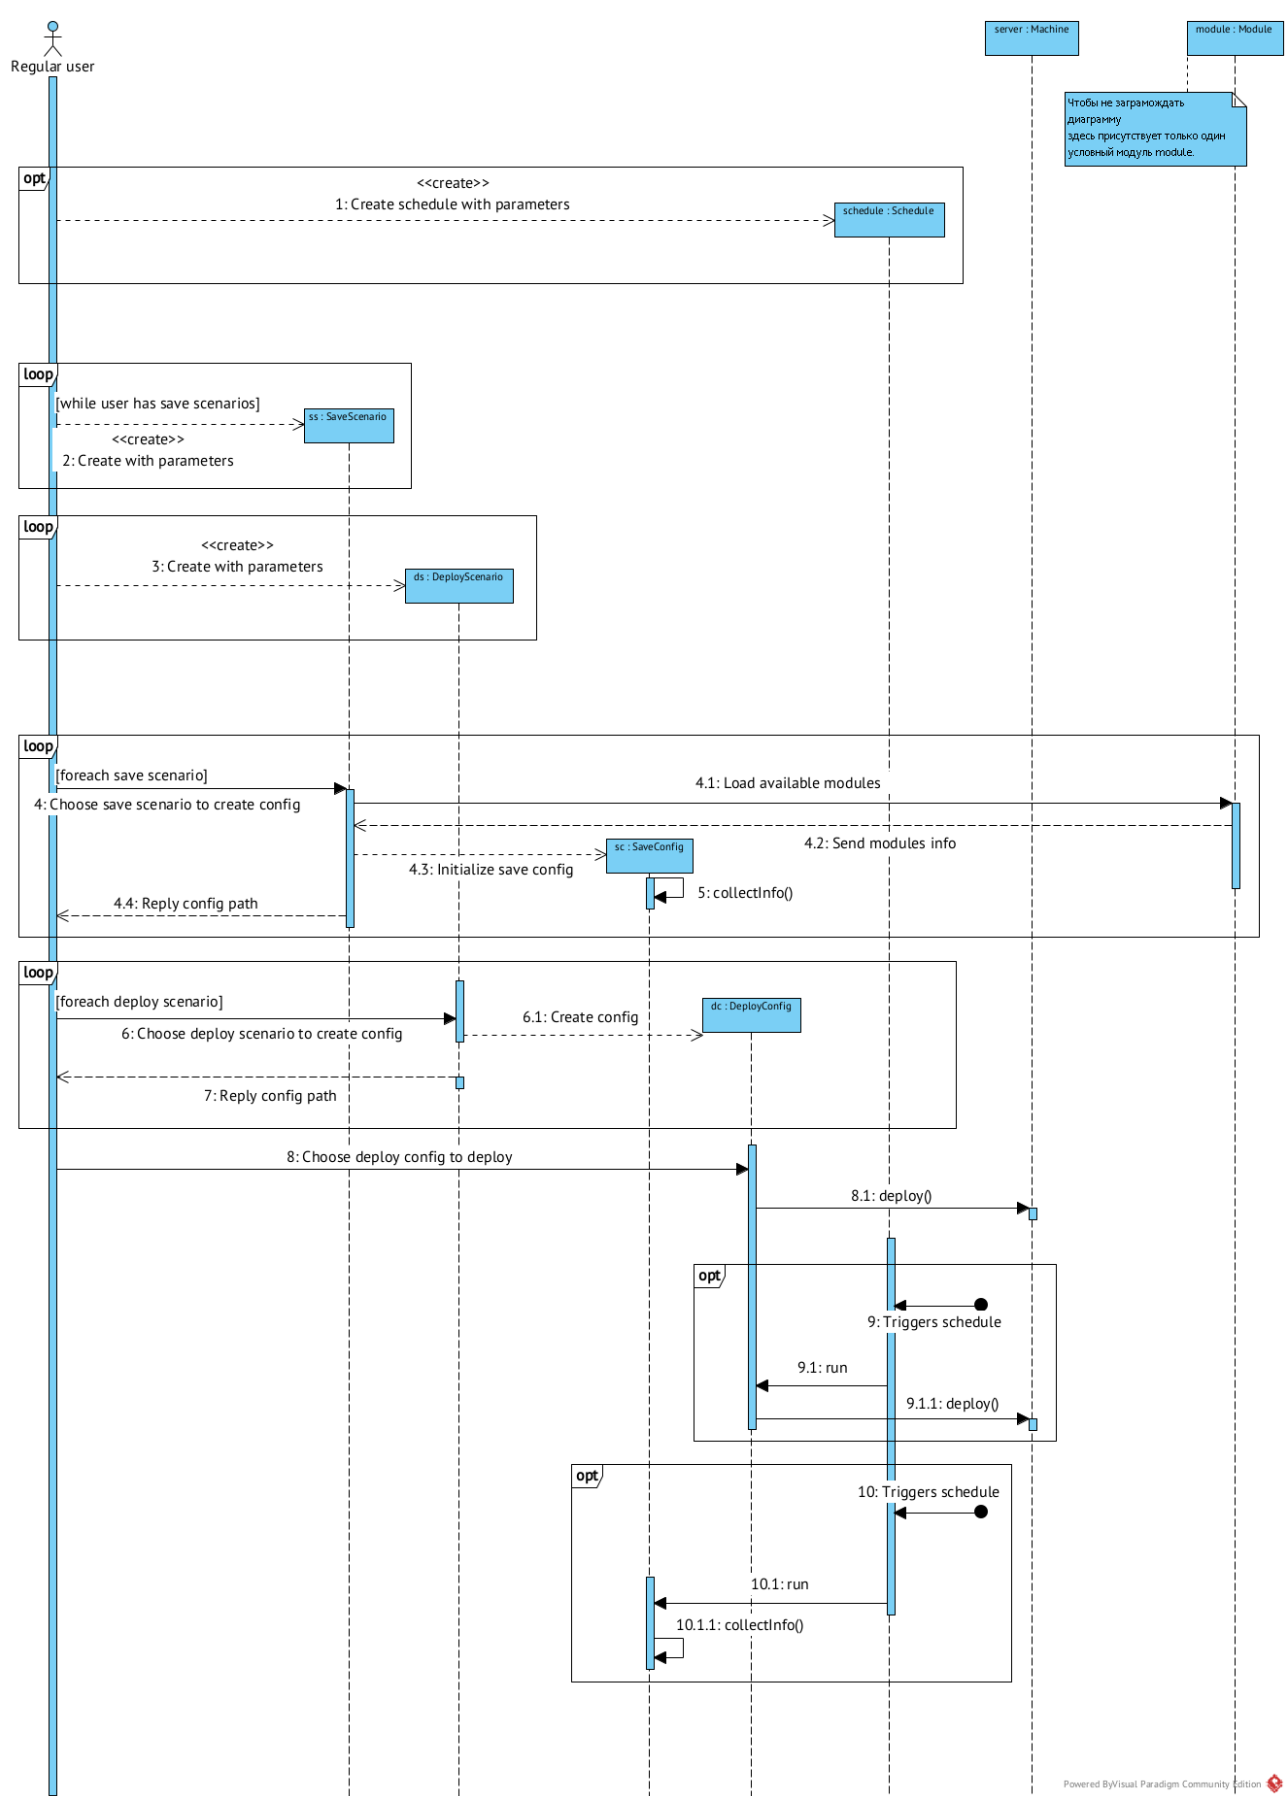 Regular user
server : Machine
module : Module
Чтобы не заграмождать
диаграмму
здесь присутствует только один
условный модуль module.
opt
<<create>>
1: Create schedule with parameters
schedule : Schedule
loop
[while user has save scenarios]
ss : SaveScenario
<<create>>
2: Create with parameters
loop
<<create>>
3: Create with parameters
ds : DeployScenario
loop
[foreach save scenario]
4: Choose save scenario to create config
4.1: Load available modules
4.2: Send modules info
sc : SaveConfig
4.3: Initialize save config
5: collectInfo()
4.4: Reply config path
loop
[foreach deploy scenario]
6: Choose deploy scenario to create config
6.1: Create config
dc : DeployConfig
7: Reply config path
8: Choose deploy config to deploy
8.1: deploy()
opt
9: Triggers schedule
9.1: run
9.1.1: deploy()
opt
10: Triggers schedule
10.1: run
10.1.1: collectInfo()
Powered ByVisual Paradigm Community Edition